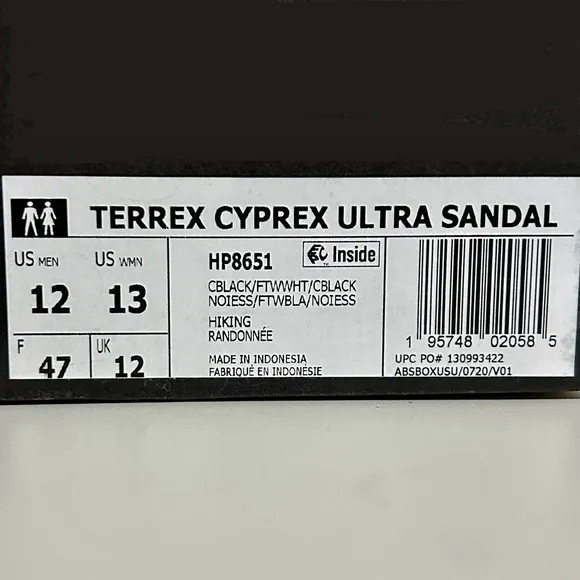 TERREX CYPREX ULTRA SANDAL
US MEN
12
US WMN
13
F
47
UK
12
HP8651
Inside
CBLACK/FTWWHT/CBLACK
NOIESS/FTWBLA/NOIESS
HIKING
RANDONNÉE
MADE IN INDONESIA
FABRIQUÉ EN INDONÉSIE
1 95748 02058 5
UPC PO# 130993422
ABSBOXUSU/0720/V01